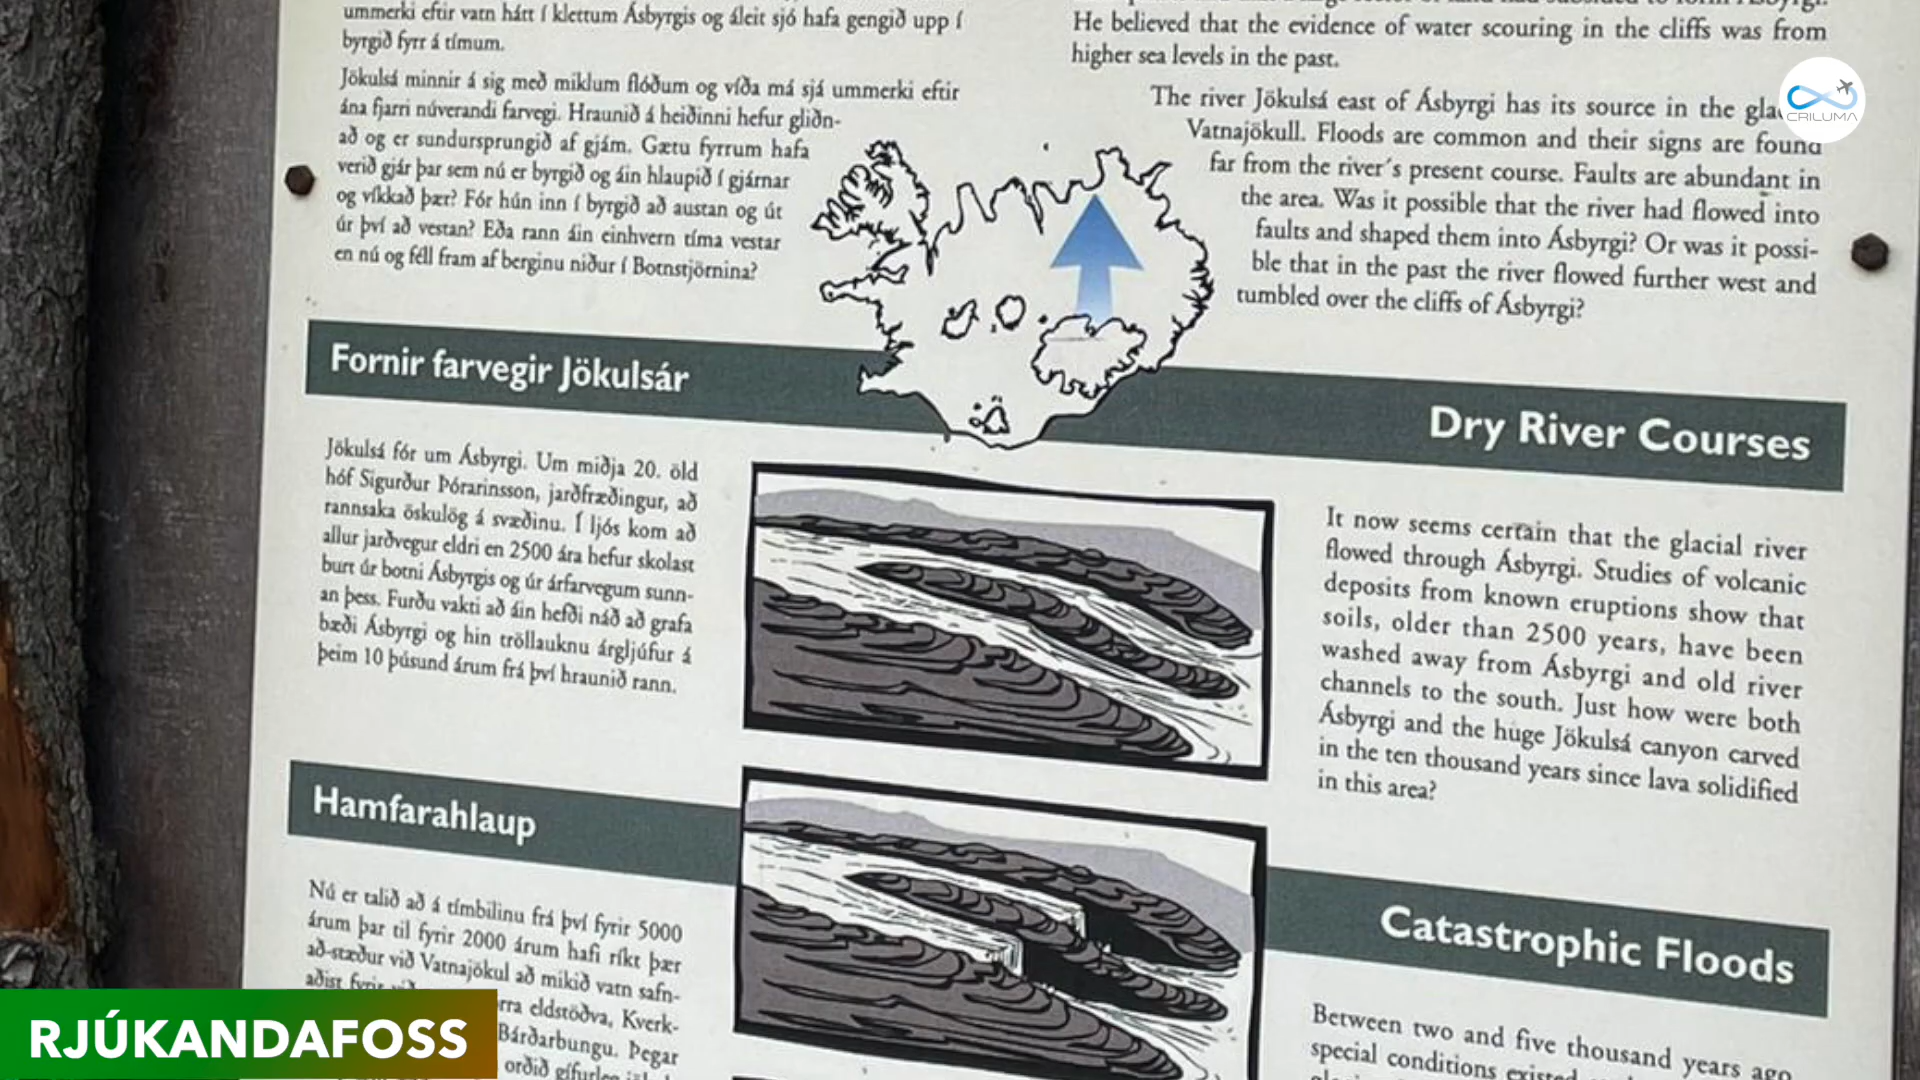 ummerki eftir vatn hátt í klettum Ásbyrgis og áleit sjó hafa gengið upp í
byrgið fyrr á tímum.
Jökulsá minnir á sig með miklum flóðum og víða má sjá ummerki eftir
ána fjarri núverandi farvegi. Hraunið á heiðinni hefur gliðn-
að og er sundursprungið af gjám. Gætu fyrrum hafa
verið gjár þar sem nú er byrgið og áin hlaupið í gjárnar
og víkkað þær? Fór hún inn í byrgið að austan og út
úr því að vestan? Eða rann áin einhvern tíma vestar
en nú og féll fram af berginu niður í Botnstjörnina?
He believed that the evidence of water scouring in the cliffs was from
higher sea levels in the past.
The river Jökulsá east of Ásbyrgi has its source in the
Vatnajökull. Floods are common and their signs are found
far from the river's present course. Faults are abundant in
the area. Was it possible that the river had flowed into
faults and shaped them into Ásbyrgi? Or was it possi-
ble that in the past the river flowed further west and
tumbled over the cliffs of Ásbyrgi?
CRILUMA
Fornir farvegir Jökulsár
Dry River Courses
Jökulsá fór um Ásbyrgi. Um miðja 20. öld
hóf Sigurður Þórarinsson, jarðfræðingur, að
rannsaka öskulög á svæðinu. Í ljós kom að
allur jarðvegur eldri en 2500 ára hefur skolast
burt úr botni Ásbyrgis og úr árfarvegum sunn-
an þess. Furðu vakti að áin hefði náð að grafa
bæði Ásbyrgi og hin tröllauknu árgljúfur á
þeim 10 þúsund árum frá því hraunið rann.
It now seems certain that the glacial river
flowed through Ásbyrgi. Studies of volcanic
deposits from known eruptions show that
soils, older than 2500 years, have been
washed away from Ásbyrgi and old river
channels to the south. Just how were both
Ásbyrgi and the huge Jökulsá canyon carved
in the ten thousand years since lava solidified
in this area?
Hamfarahlaup
Catastrophic Floods
Nú er talið að á tímbilinu frá því fyrir 5000
árum þar til fyrir 2000 árum hafi ríkt þær
að-stæður við Vatnajökul að mikið vatn safn-
aðist fyrir
eldstöðva, Kverk-
Bárðarbungu. Þegar
orðið gífurleg
Between two and five thousand years ago
special conditions existed
RJÚKANDAFOSS